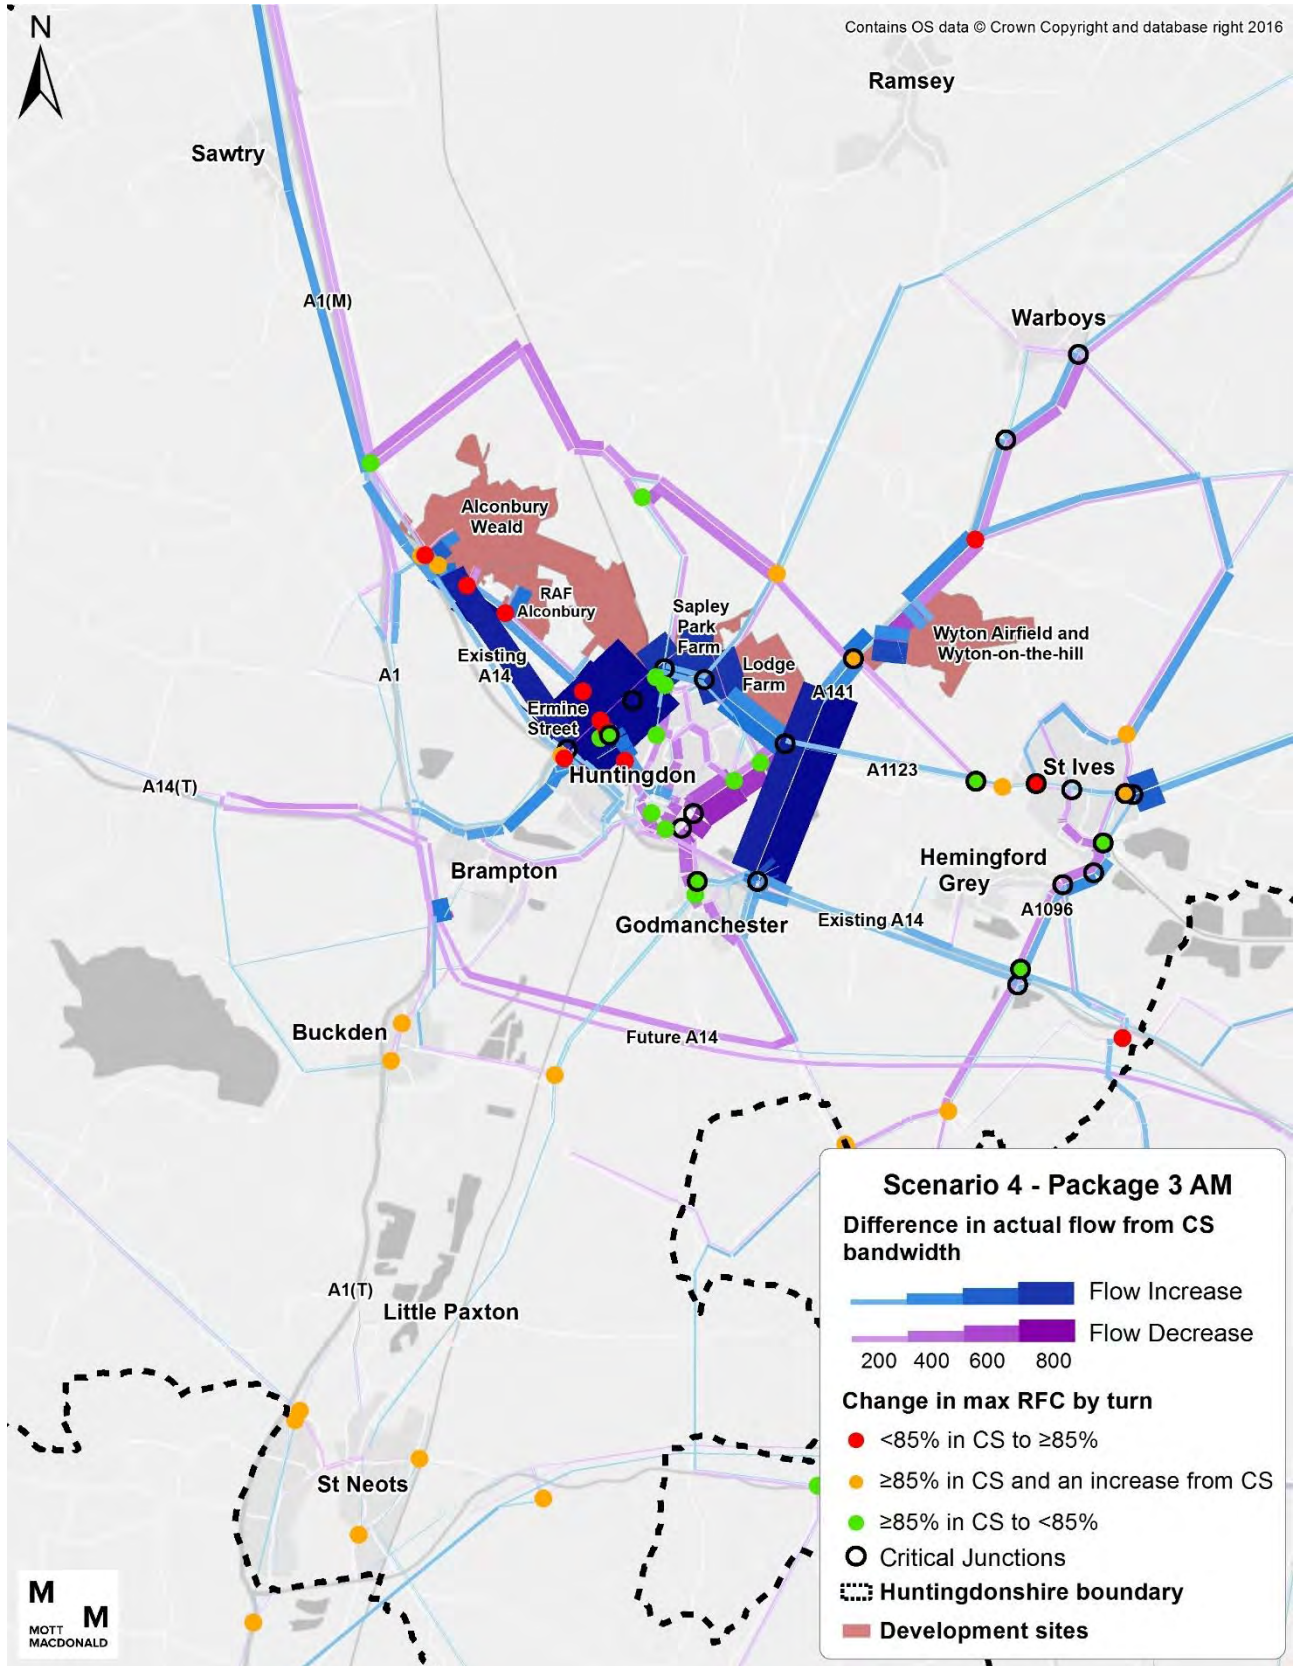 Contains OS data © Crown Copyright and database right 2016
N
Ramsey
Sawtry
A1(M)
Warboys
Alconbury
Weald
RAF
Alconbury
Sapley
Park
Farm
Wyton Airfield and
Wyton-on-the-hill
Existing
A14
Lodge
Farm
A1
A141
Ermine
Street
Huntingdon
A1123
St Ives
A14(T)
Brampton
Hemingford
Grey
A1096
Godmanchester
Existing A14
Buckden
Future A14
A1(T)
Little Paxton
St Neots
Scenario 4 - Package 3 AM
Difference in actual flow from CS
bandwidth
Flow Increase
Flow Decrease
200 400 600 800
Change in max RFC by turn
<85% in CS to ≥85%
≥85% in CS and an increase from CS
≥85% in CS to <85%
Critical Junctions
Huntingdonshire boundary
Development sites
M
M
MOTT
MACDONALD